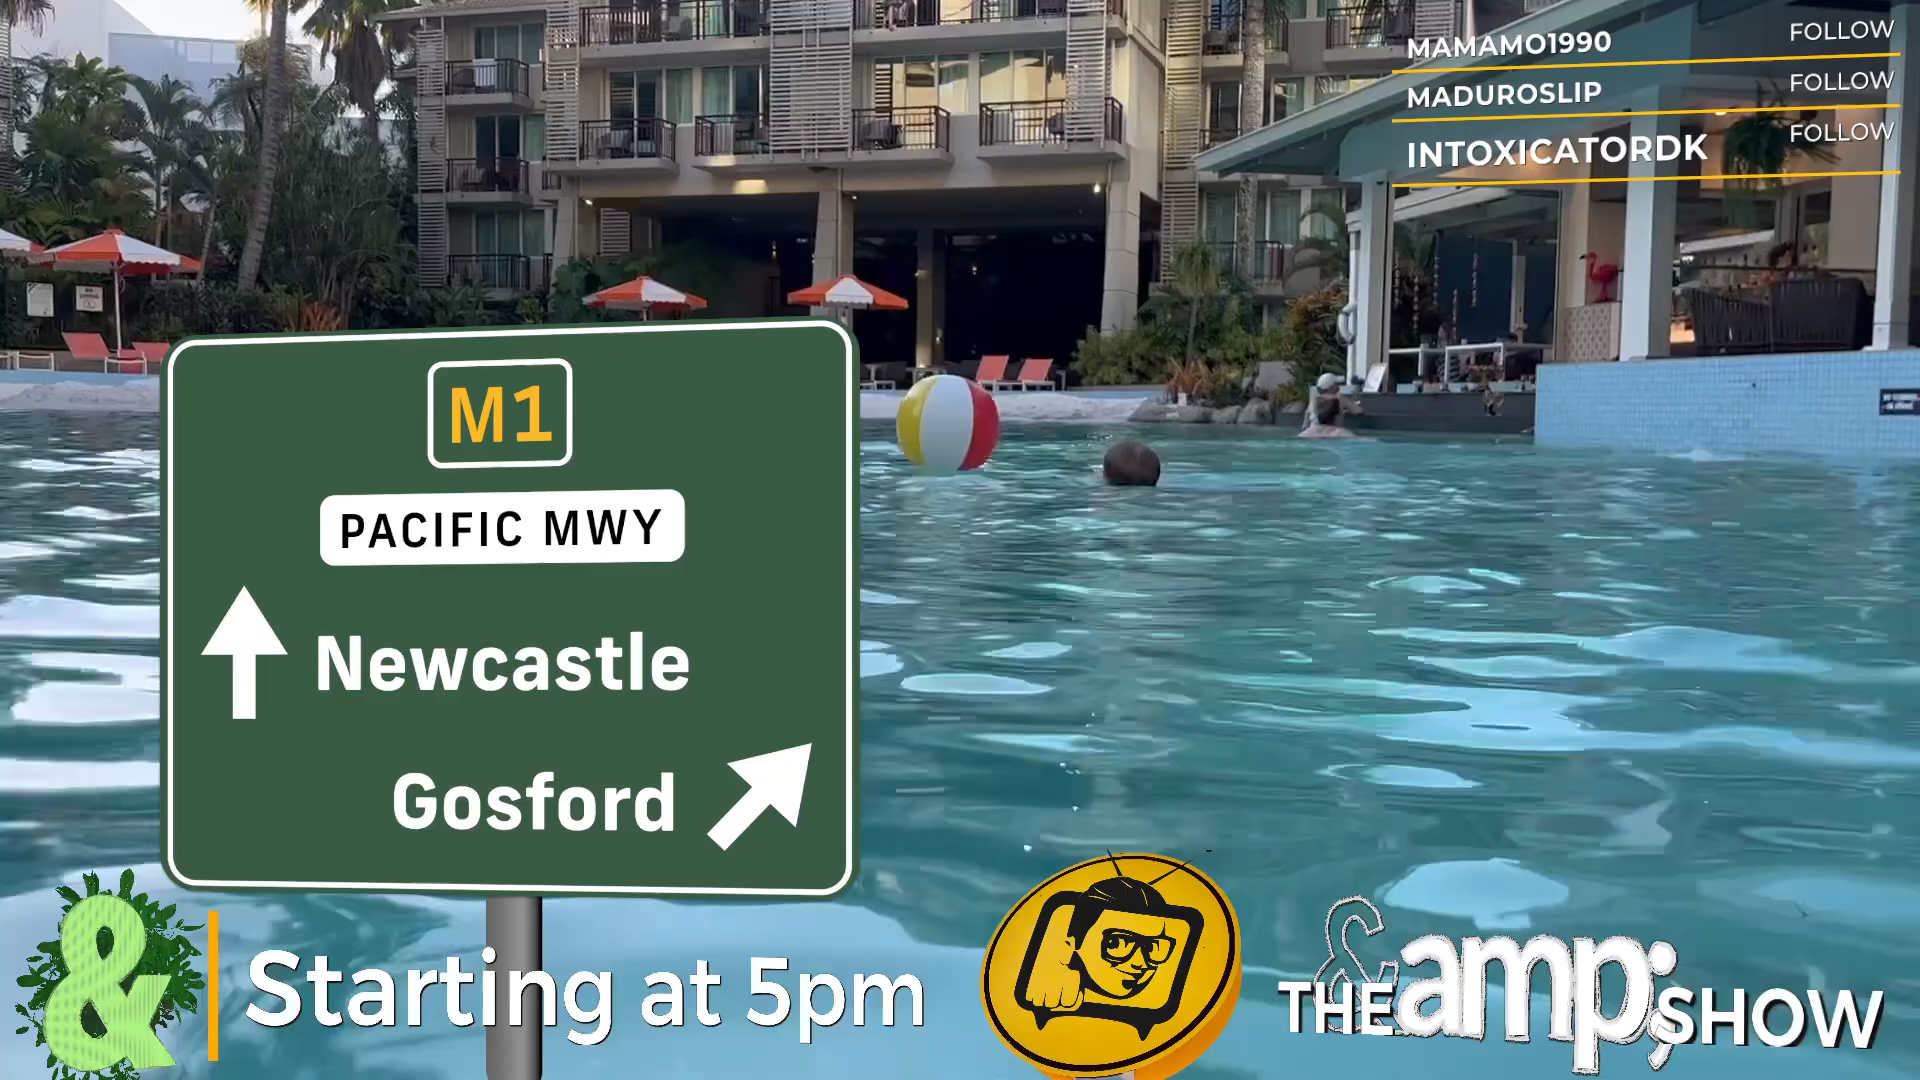 MAMAMO1990 FOLLOW
MADUROSLIP FOLLOW
INTOXICATORDK FOLLOW
M1
PACIFIC MWY
Newcastle
Gosford
& Starting at 5pm
THE &amp; SHOW